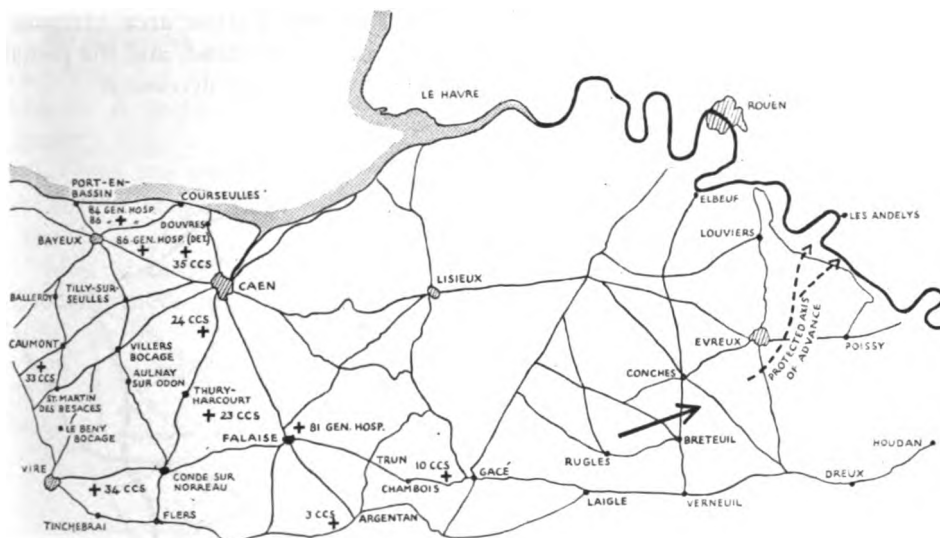 LE HAVRE
ROUEN
PORT-EN-
BASSIN
COURSEULLES
84 GEN. HOSP.
86 " "
DOUVRES
BAYEUX
86 GEN. HOSP. (DET.)
35 CCS
CAEN
ELBEUF
LES ANDELYS
LOUVIERS
BALLEROY
TILLY-SUR-
SEULLES
LISIEUX
24 CCS
CAUMONT
VILLERS
BOCAGE
EVREUX
POISSY
PROTECTED AXIS
OF ADVANCE
33 CCS
AULNAY
SUR ODON
CONCHES
ST. MARTIN
DES BESACES
THURY-
HARCOURT
23 CCS
81 GEN. HOSP.
LE BENY
BOCAGE
FALAISE
BRETEUIL
HOUDAN
VIRE
TRUN
10 CCS
GACÉ
RUGLES
DREUX
34 CCS
CONDE SUR
NORREAU
CHAMBOIS
LAIGLE
VERNEUIL
TINCHEBRAI
FLERS
3 CCS
ARGENTAN